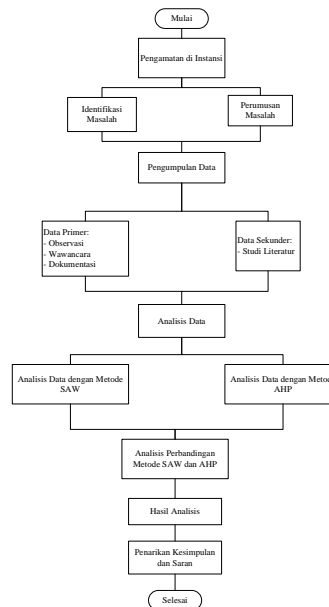 Mulai
Pengamatan di Instansi
Identifikasi
Masalah
Perumusan
Masalah
Pengumpulan Data
Data Primer:
- Observasi
- Wawancara
- Dokumentasi
Data Sekunder:
- Studi Literatur
Analisis Data
Analisis Data dengan Metode
SAW
Analisis Data dengan Metode
AHP
Analisis Perbandingan
Metode SAW dan AHP
Hasil Analisis
Penarikan Kesimpulan
dan Saran
Selesai